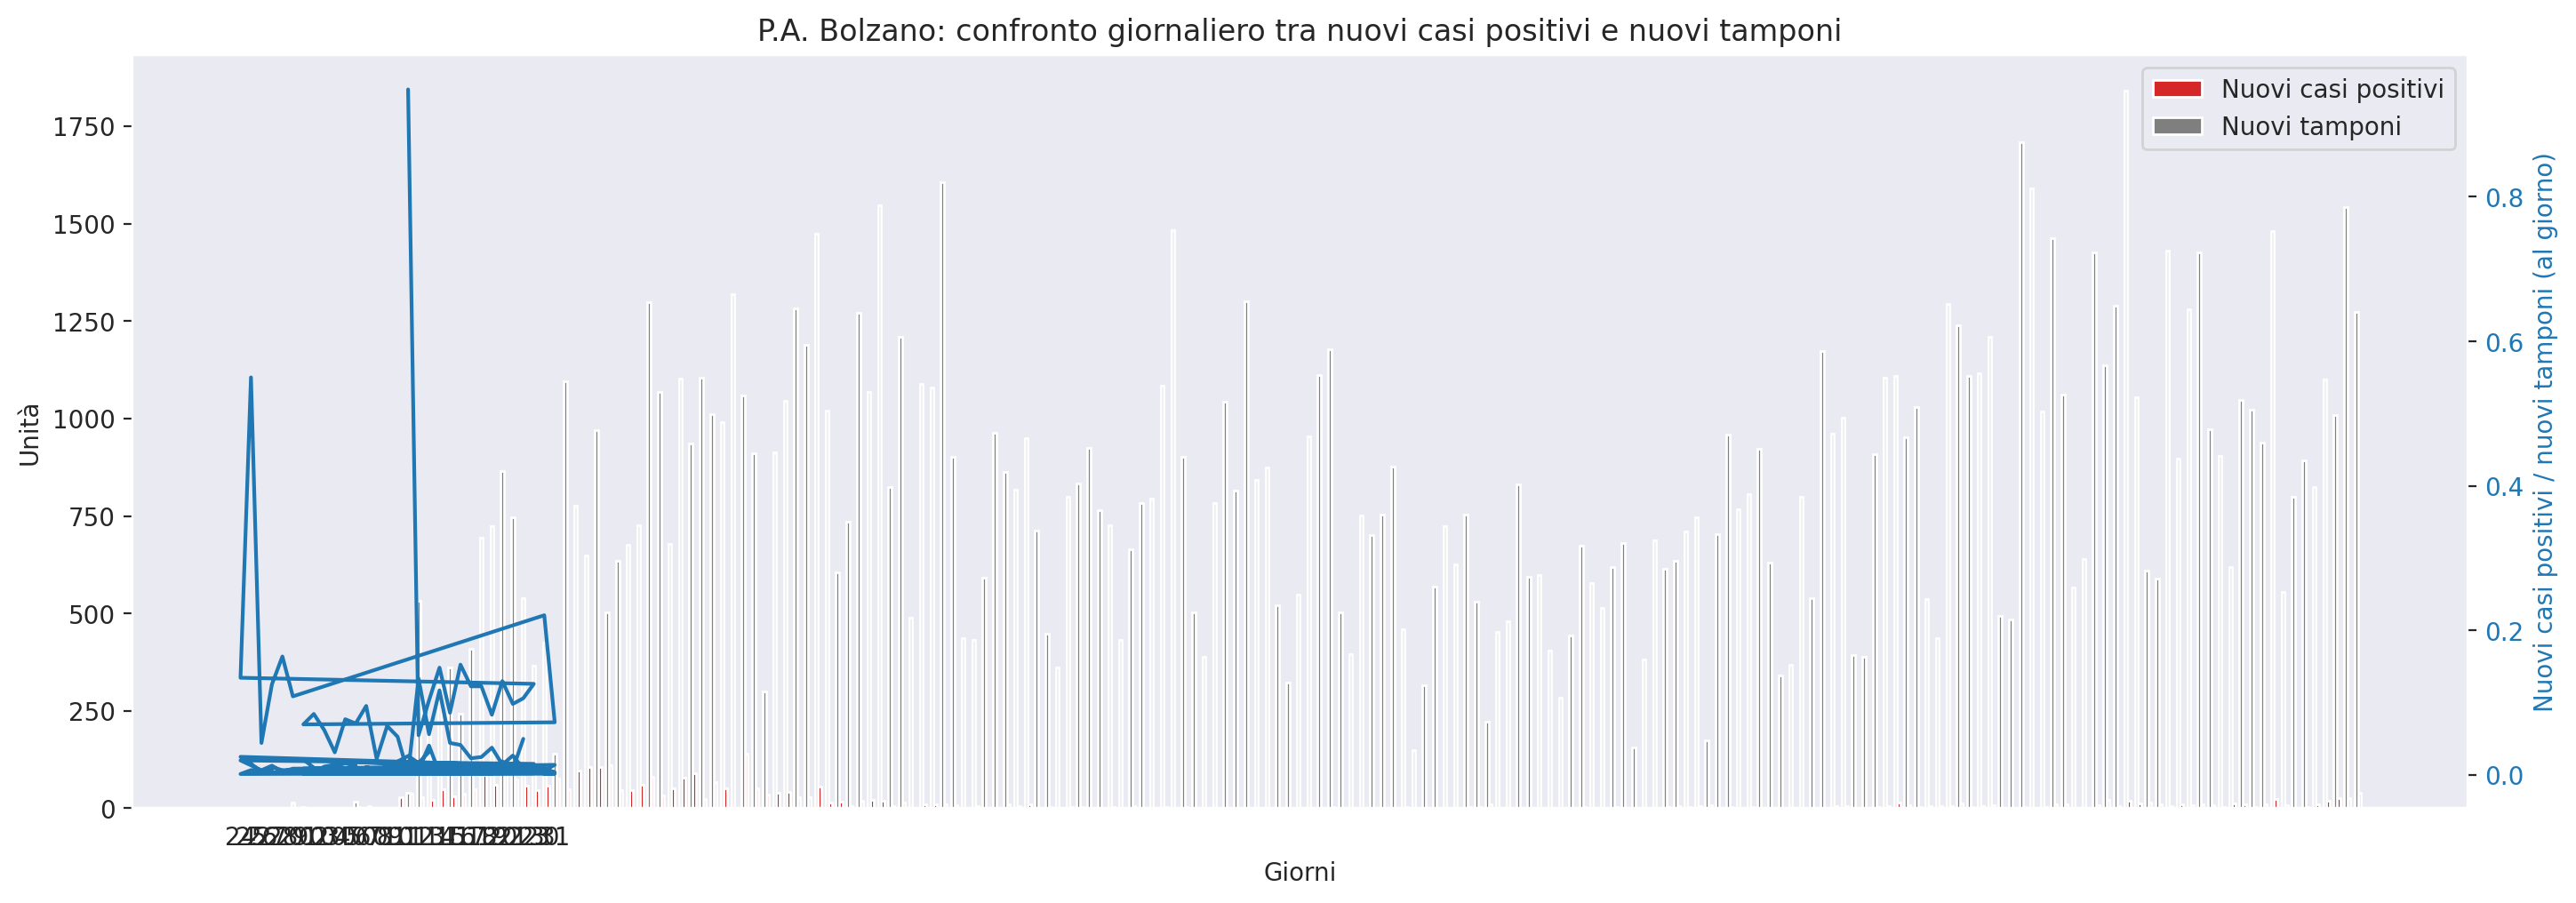 P.A. Bolzano: confronto giornaliero tra nuovi casi positivi e nuovi tamponi
Nuovi casi positivi
Nuovi tamponi
1750
1500
1250
1000
750
500
250
0
Unità
0.8
0.6
0.4
0.2
0.0
Nuovi casi positivi / nuovi tamponi (al giorno)
Giorni